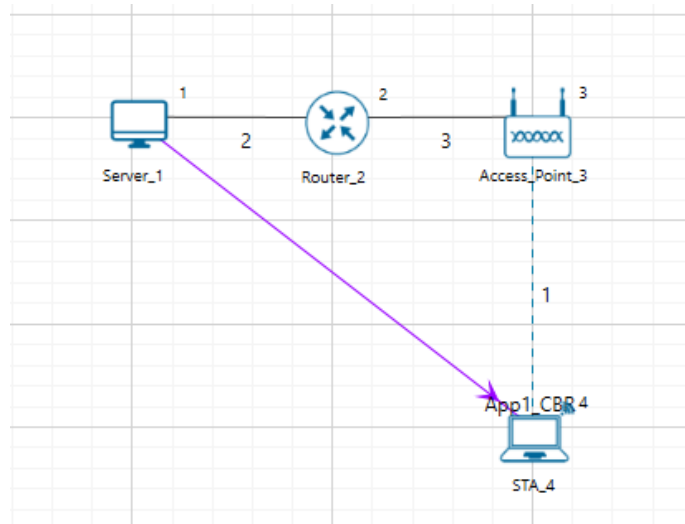 1
2
3
2
3
Server_1
Router_2
Access_Point_3
1
App1_CBR 4
STA_4